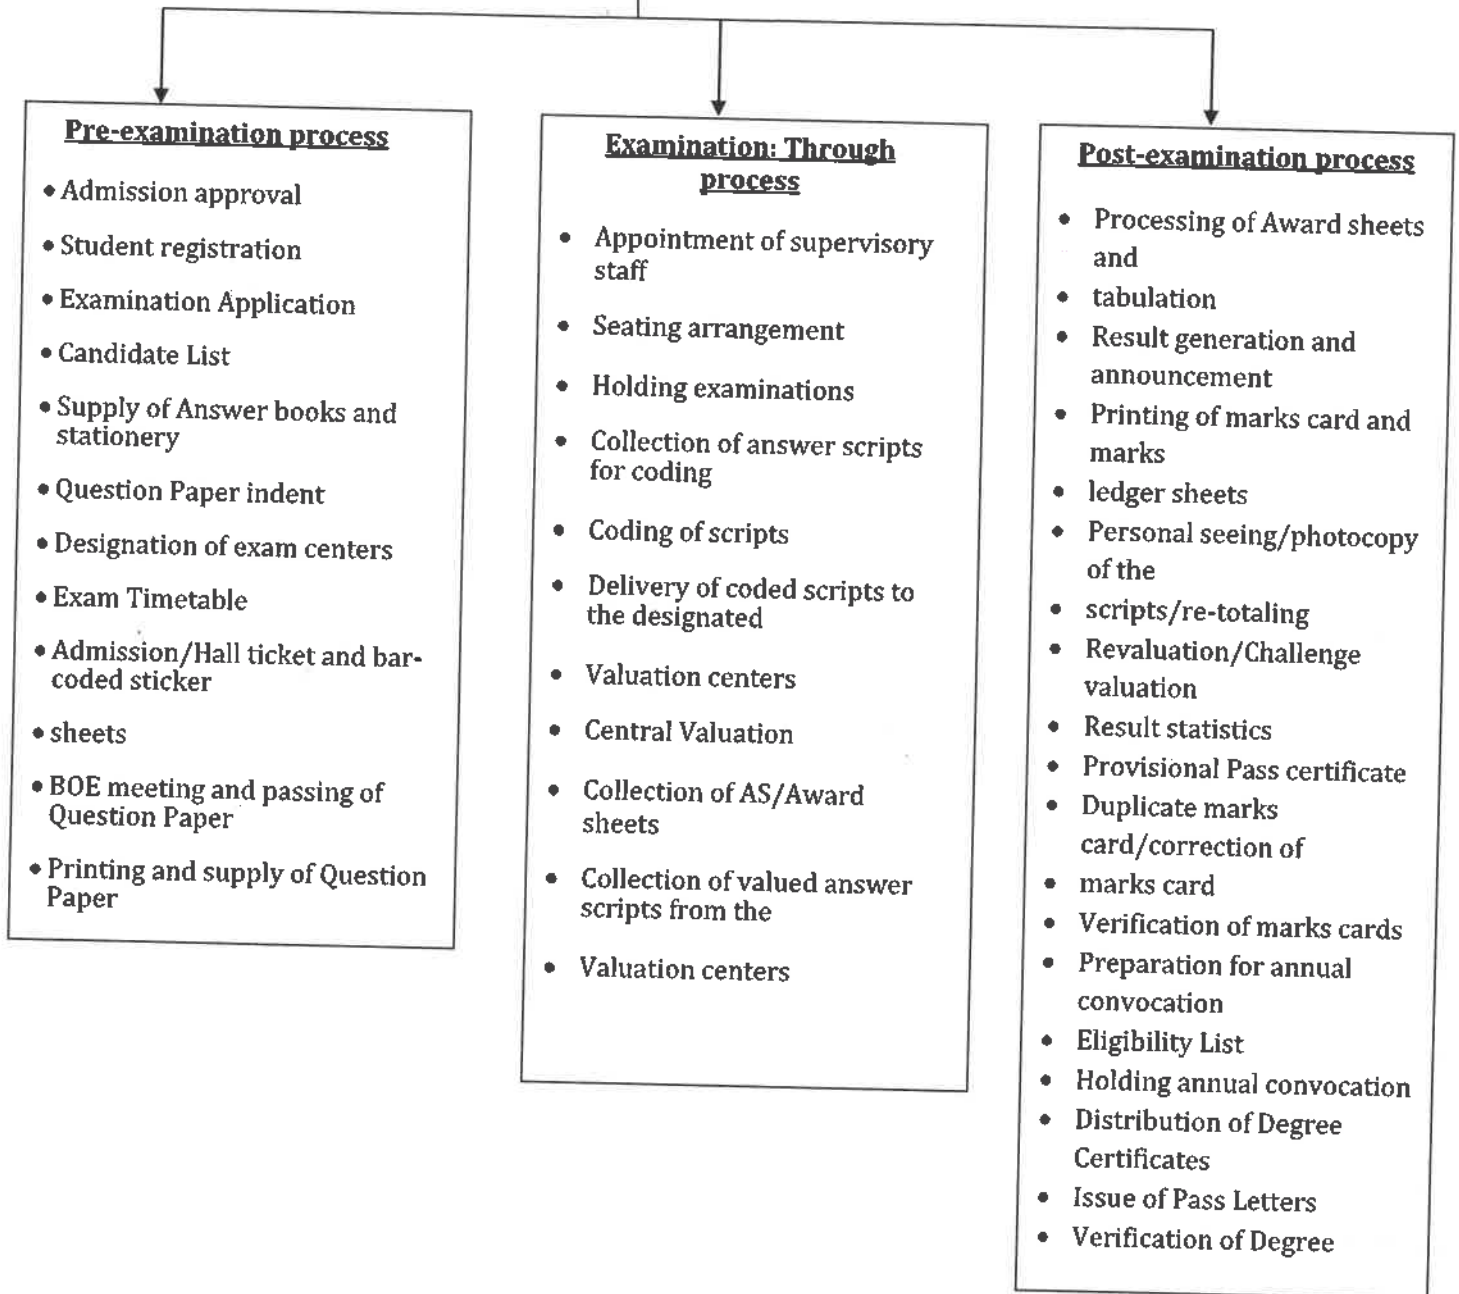 Pre-examination process
• Admission approval
• Student registration
• Examination Application
• Candidate List
• Supply of Answer books and
stationery
• Question Paper indent
• Designation of exam centers
• Exam Timetable
• Admission/Hall ticket and bar-
coded sticker
• sheets
• BOE meeting and passing of
Question Paper
• Printing and supply of Question
Paper
Examination: Through
process
• Appointment of supervisory
staff
• Seating arrangement
• Holding examinations
• Collection of answer scripts
for coding
• Coding of scripts
• Delivery of coded scripts to
the designated
• Valuation centers
• Central Valuation
• Collection of AS/Award
sheets
• Collection of valued answer
scripts from the
• Valuation centers
Post-examination process
• Processing of Award sheets
and
• tabulation
• Result generation and
announcement
• Printing of marks card and
marks
• ledger sheets
• Personal seeing/photocopy
of the
• scripts/re-totaling
• Revaluation/Challenge
valuation
• Result statistics
• Provisional Pass certificate
• Duplicate marks
card/correction of
• marks card
• Verification of marks cards
• Preparation for annual
convocation
• Eligibility List
• Holding annual convocation
• Distribution of Degree
Certificates
• Issue of Pass Letters
• Verification of Degree